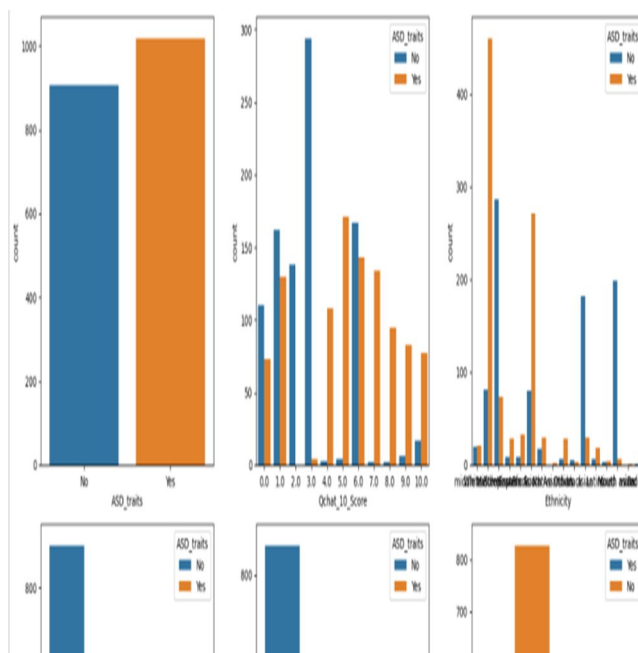 1000
800
600
400
200
0
count
No
Yes
ASD_traits
300
250
200
150
100
50
0
count
ASD_traits
No
Yes
0.0 1.0 2.0 3.0 4.0 5.0 6.0 7.0 8.0 9.0 10.0
Qchat_10_Score
400
300
200
100
0
count
ASD_traits
No
Yes
Ethnicity
800
ASD_traits
No
Yes
800
ASD_traits
No
Yes
800
700
ASD_traits
Yes
No